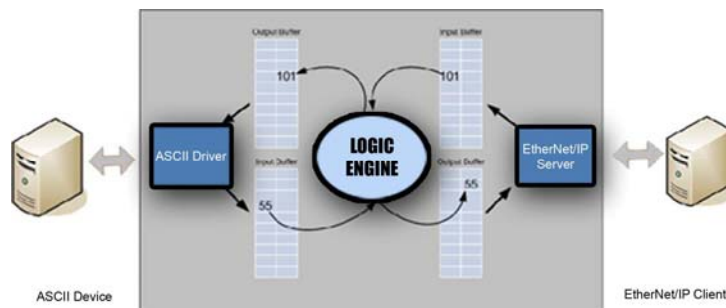 Output Buffer
Input Buffer
101
101
ASCII Driver
LOGIC
ENGINE
EtherNet/IP
Server
Input Buffer
Output Buffer
55
55
ASCII Device
EtherNet/IP Client